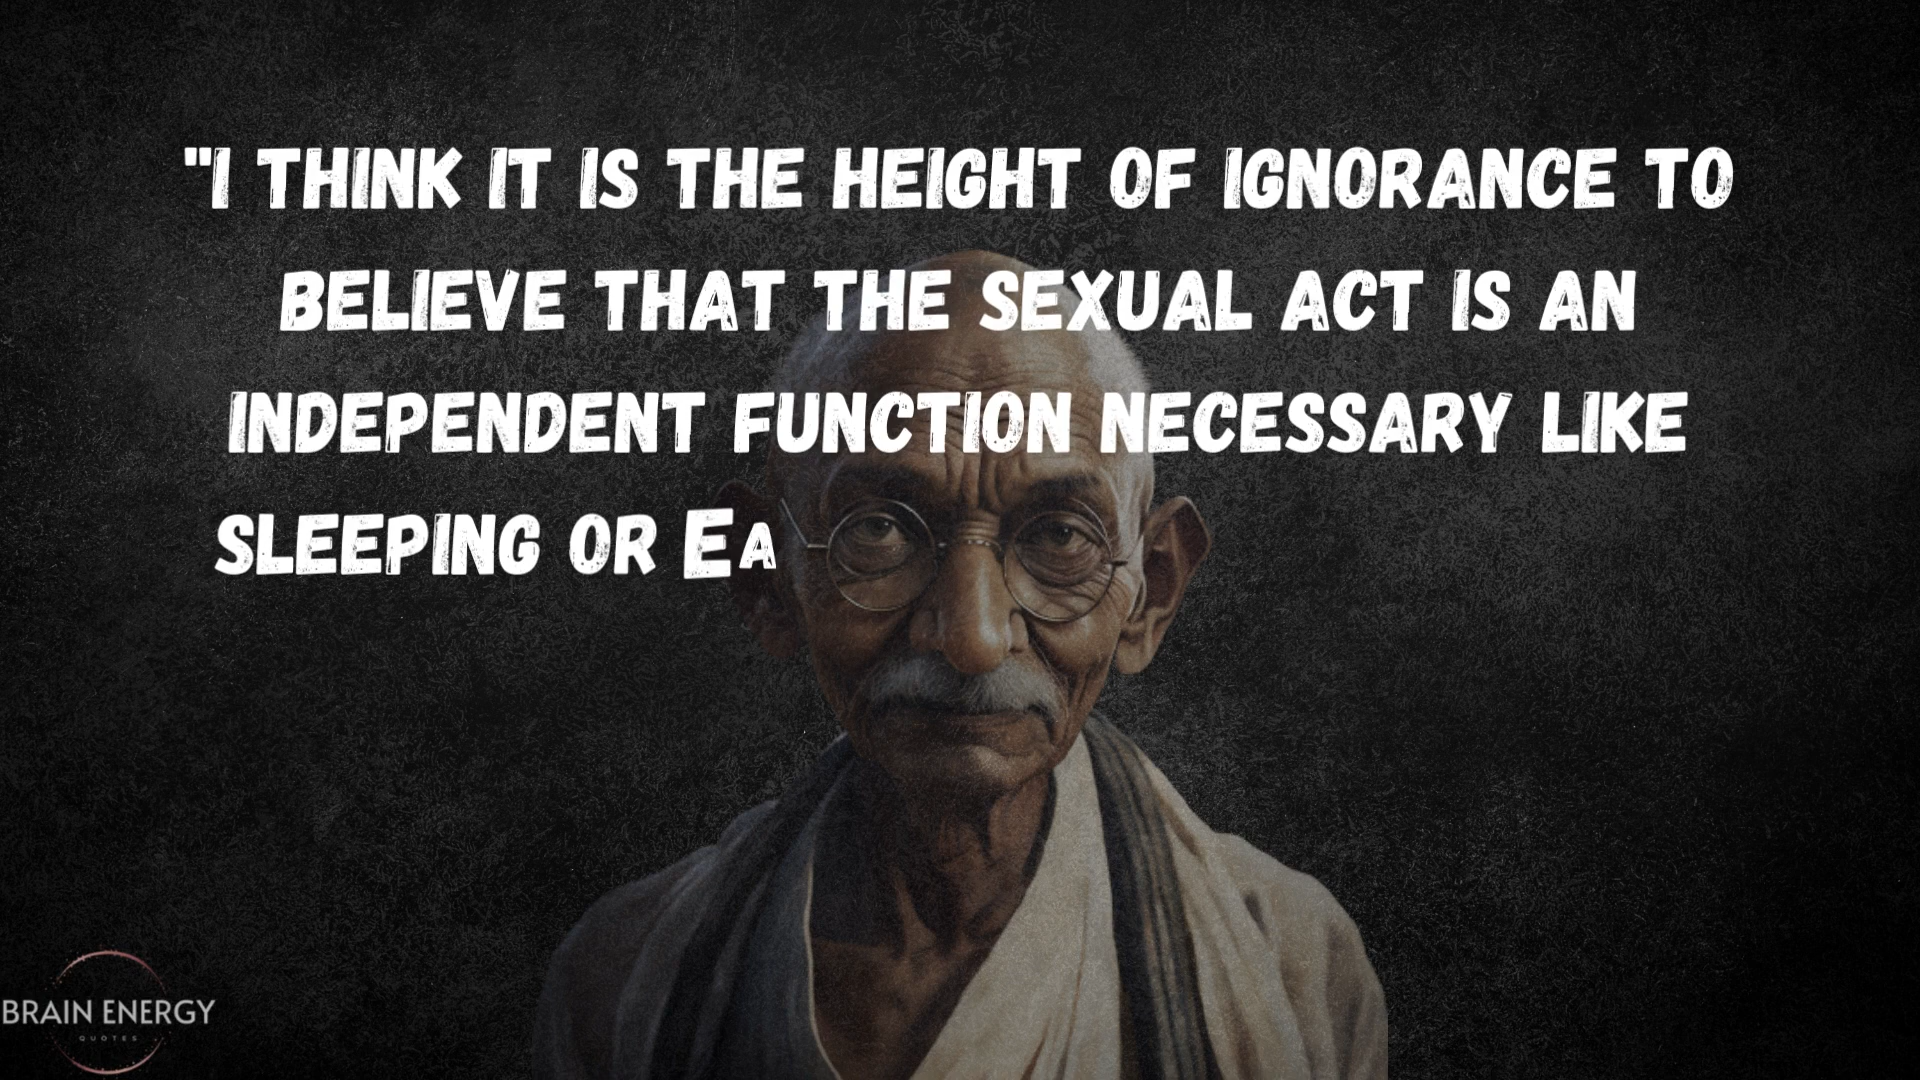 "I THINK IT IS THE HEIGHT OF IGNORANCE TO
BELIEVE THAT THE SEXUAL ACT IS AN
INDEPENDENT FUNCTION NECESSARY LIKE
SLEEPING OR EA
BRAIN ENERGY
QUOTES